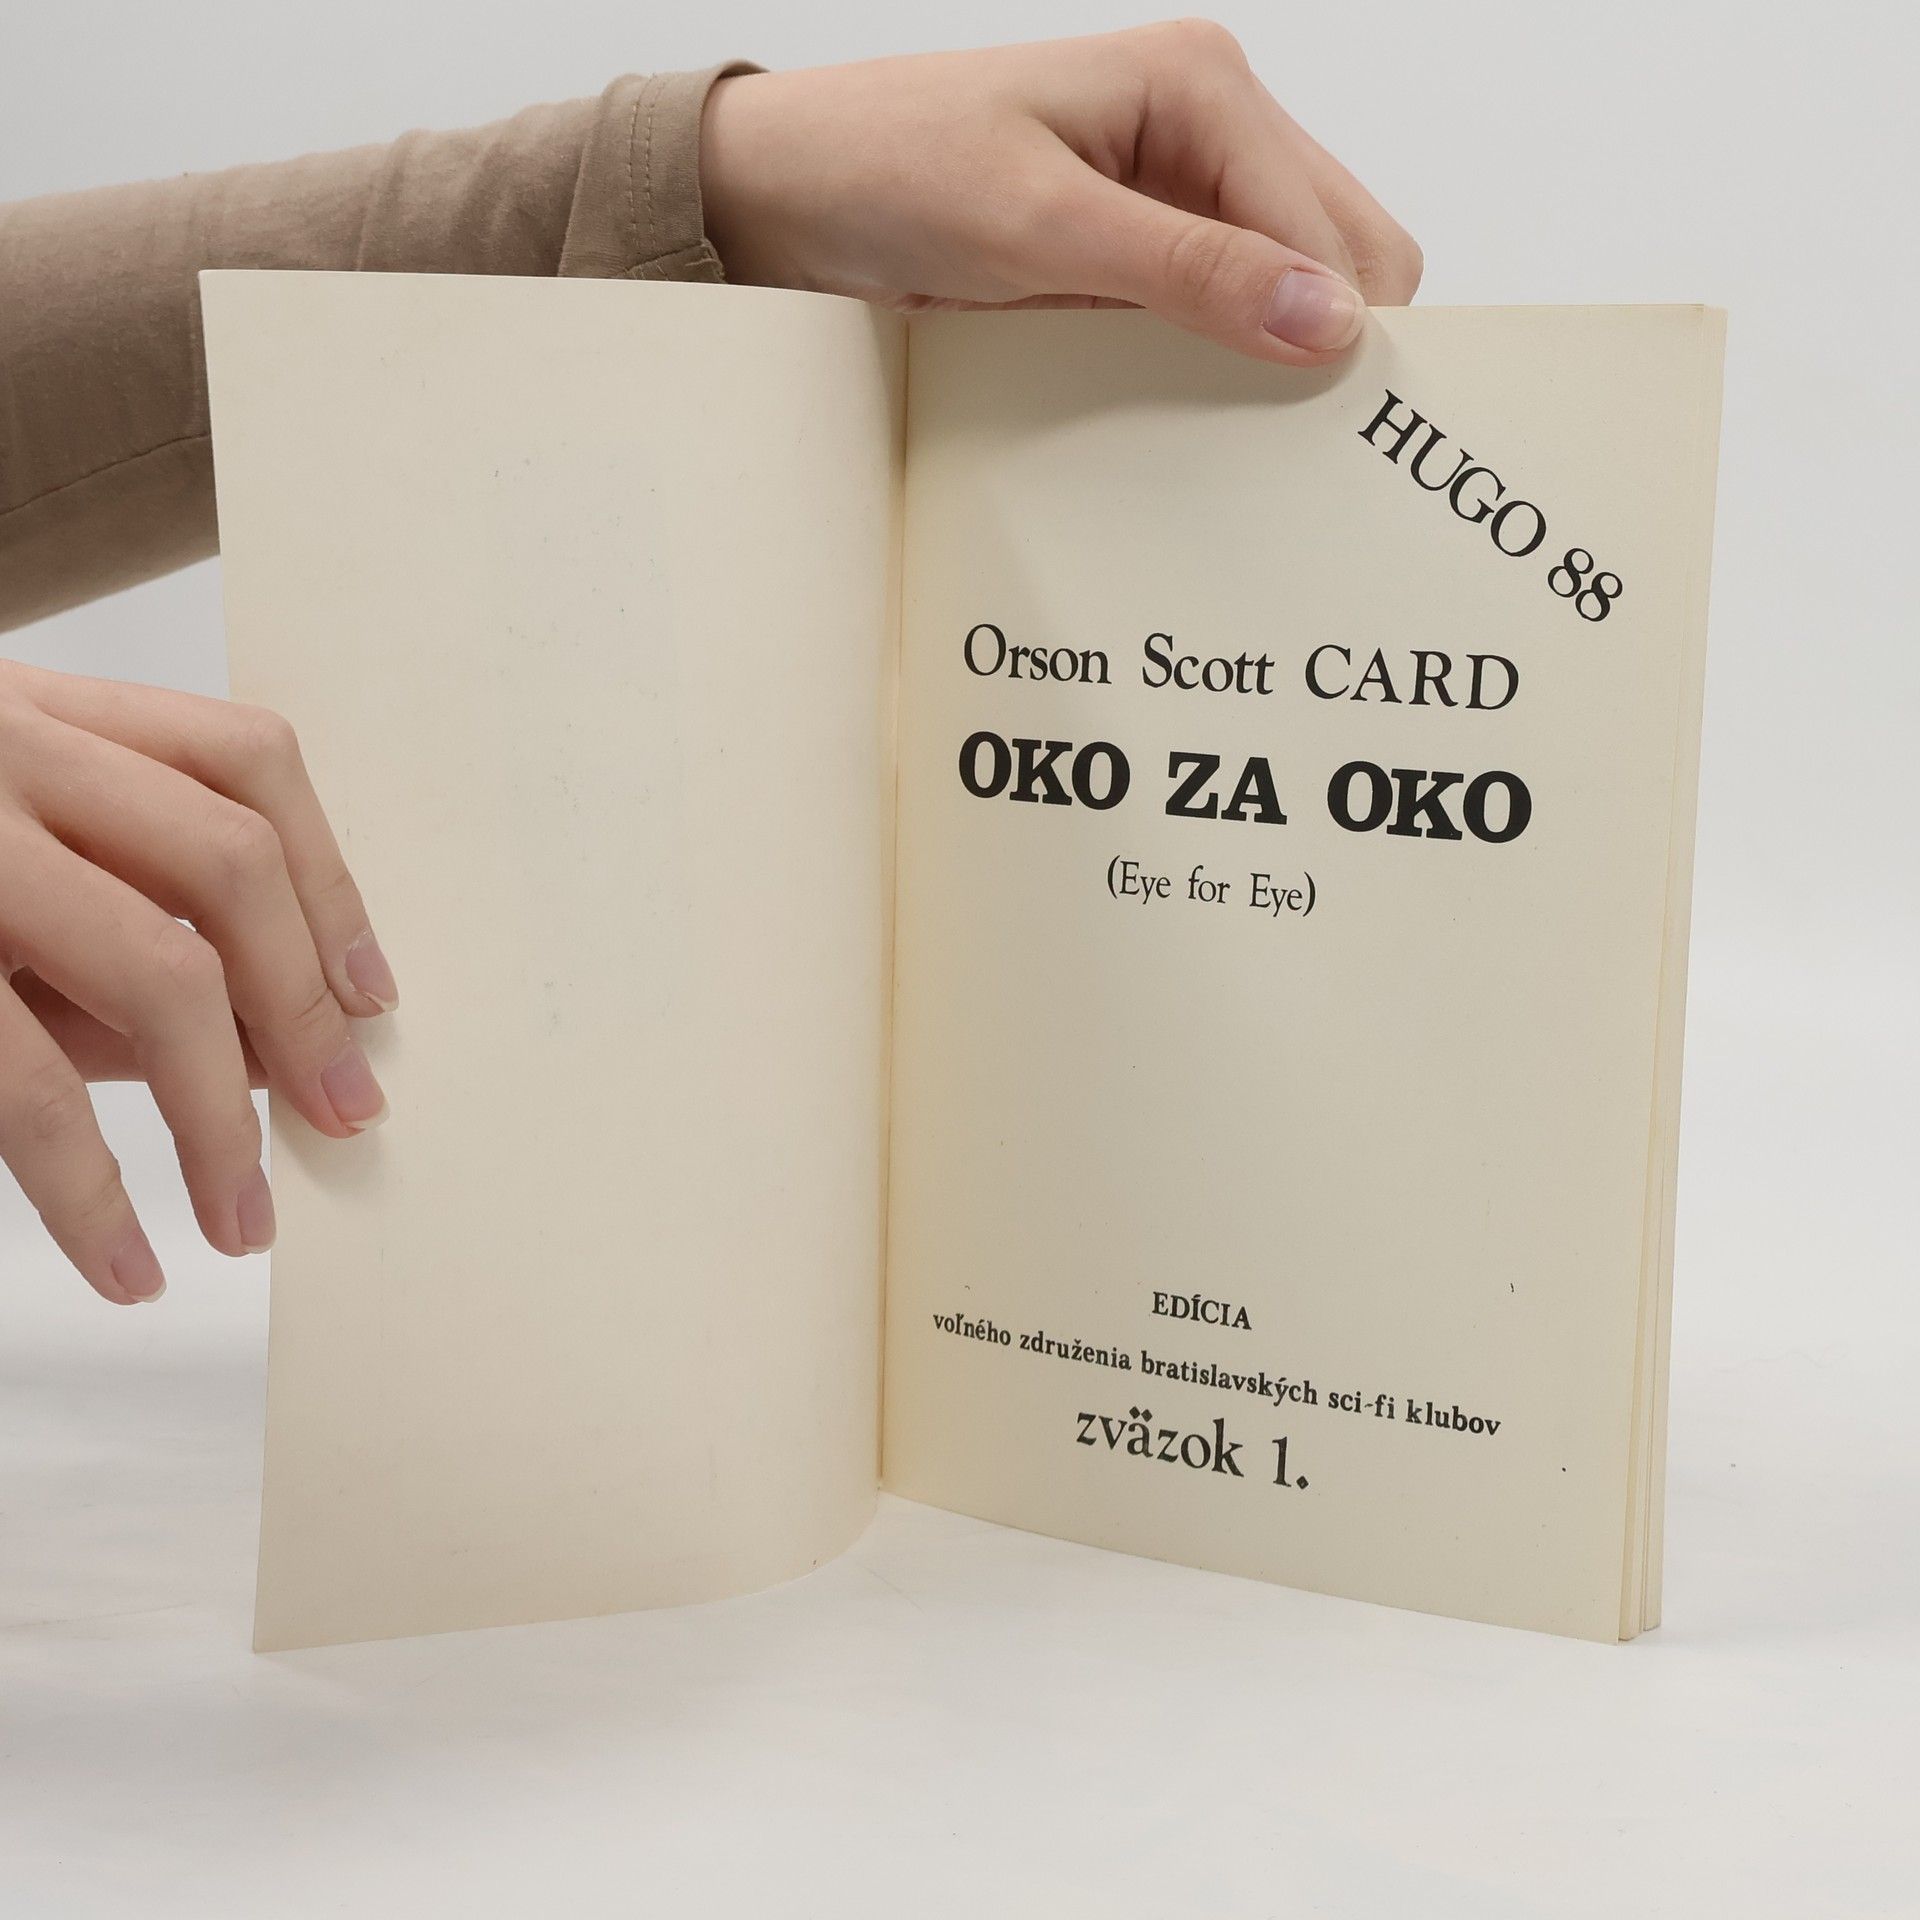 HUGO 88
Orson Scott CARD
OKO ZA OKO
(Eye for Eye)
EDÍCIA
voľného združenia bratislavských sci-fi klubov
zväzok 1.